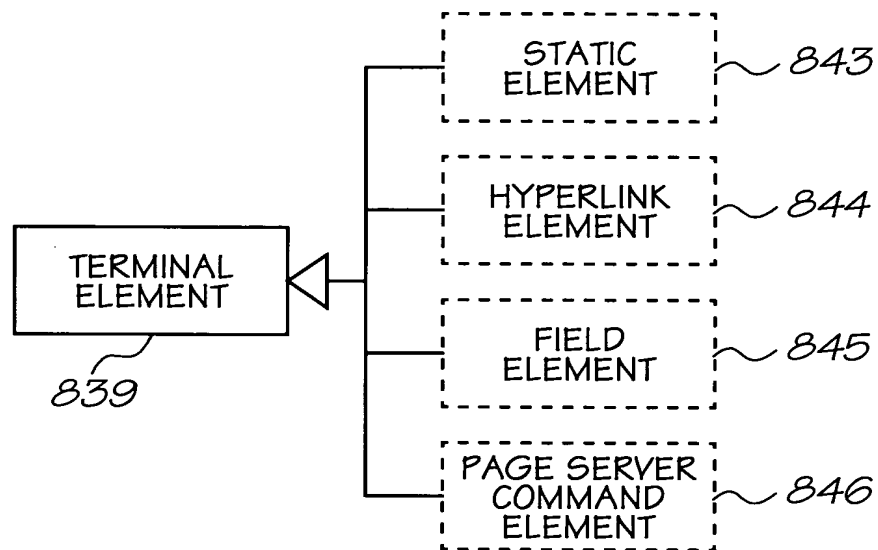 STATIC
ELEMENT
843
HYPERLINK
ELEMENT
844
TERMINAL
ELEMENT
839
FIELD
ELEMENT
845
PAGE SERVER
COMMAND
ELEMENT
846